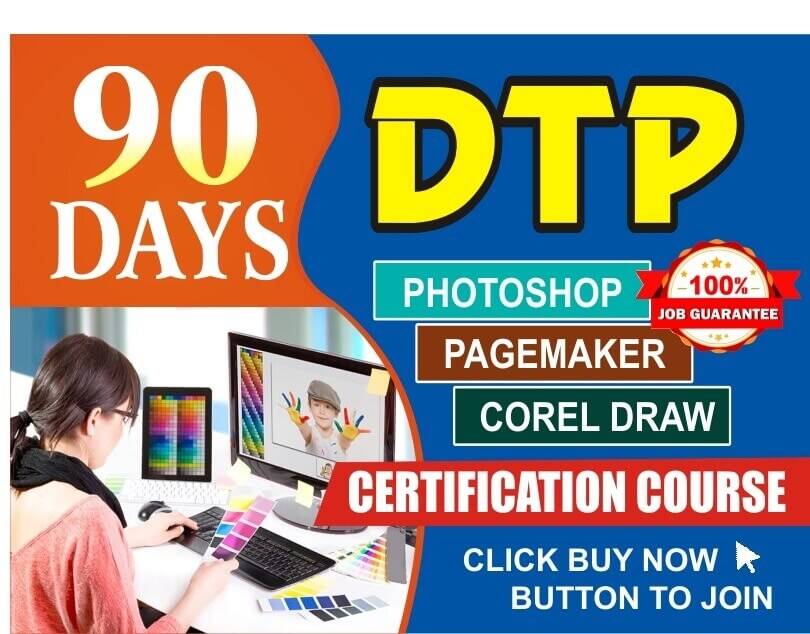 90
DAYS
DTP
PHOTOSHOP
100%
JOB GUARANTEE
PAGEMAKER
COREL DRAW
CERTIFICATION COURSE
CLICK BUY NOW
BUTTON TO JOIN